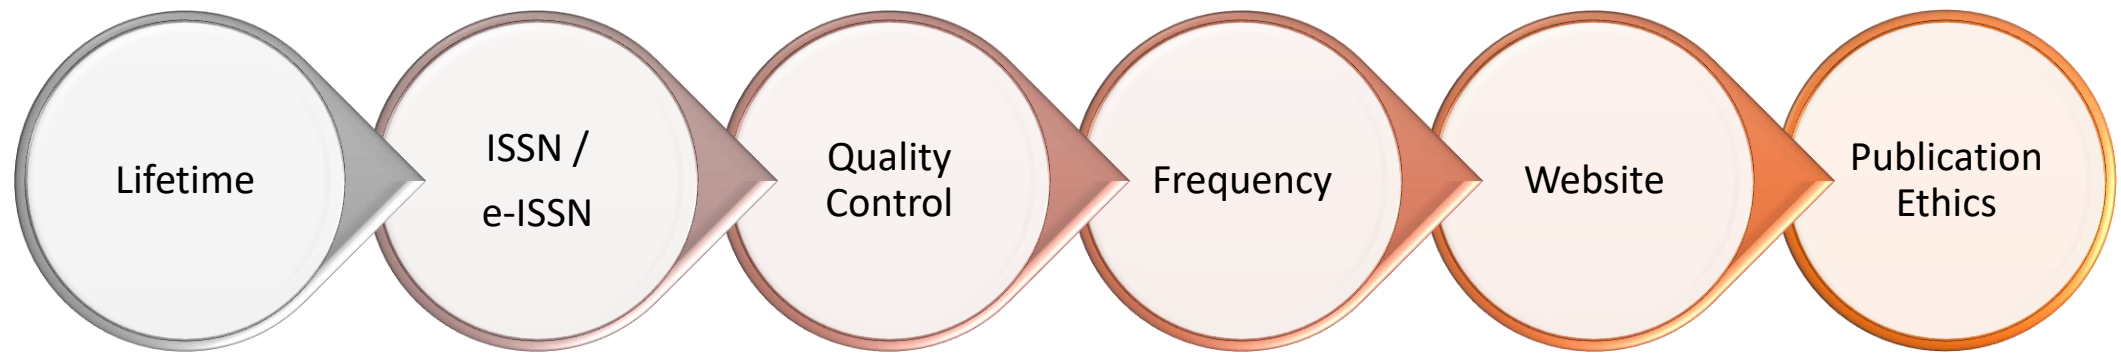 Lifetime
ISSN /
e-ISSN
Quality
Control
Frequency
Website
Publication
Ethics